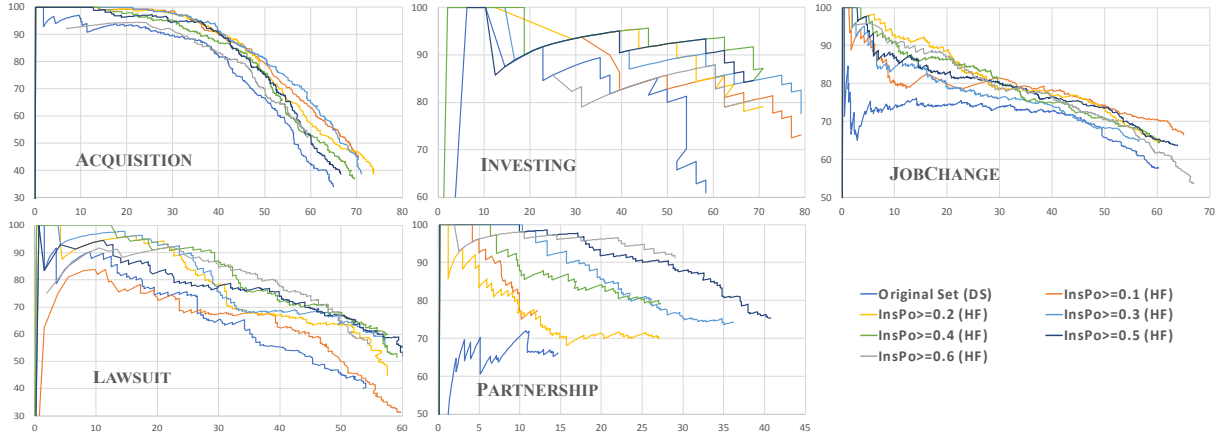 100
90
80
70
60
50
40
30
0 10 20 30 40 50 60 70 80
ACQUISITION
100
90
80
70
60
0 10 20 30 40 50 60 70 80
INVESTING
100
90
80
70
60
50
0 10 20 30 40 50 60 70 80
JOBCHANGE
100
90
80
70
60
50
40
30
0 10 20 30 40 50 60
LAWSUIT
100
90
80
70
60
50
0 5 10 15 20 25 30 35 40 45
PARTNERSHIP
Original Set (DS) InsPo>=0.1 (HF)
InsPo>=0.2 (HF) InsPo>=0.3 (HF)
InsPo>=0.4 (HF) InsPo>=0.5 (HF)
InsPo>=0.6 (HF)